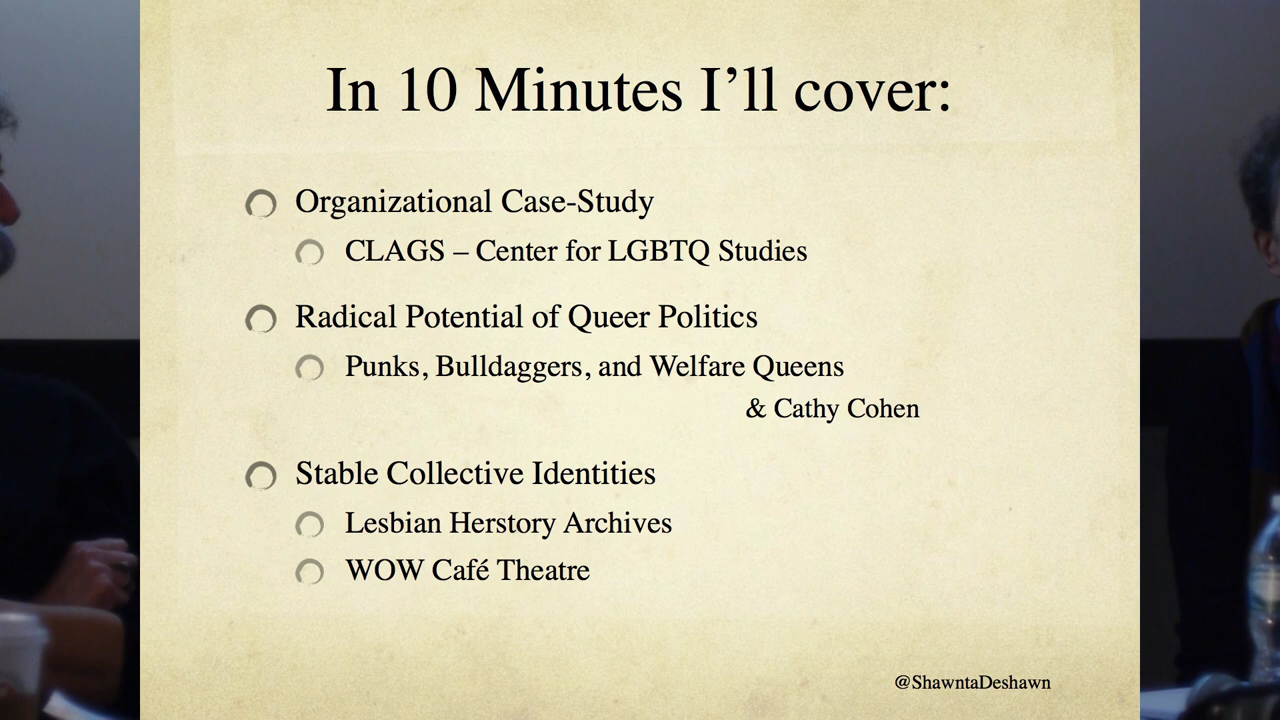 In 10 Minutes I’ll cover:
Organizational Case-Study
CLAGS – Center for LGBTQ Studies
Radical Potential of Queer Politics
Punks, Bulldaggers, and Welfare Queens
& Cathy Cohen
Stable Collective Identities
Lesbian Herstory Archives
WOW Café Theatre
@ShawntaDeshawn